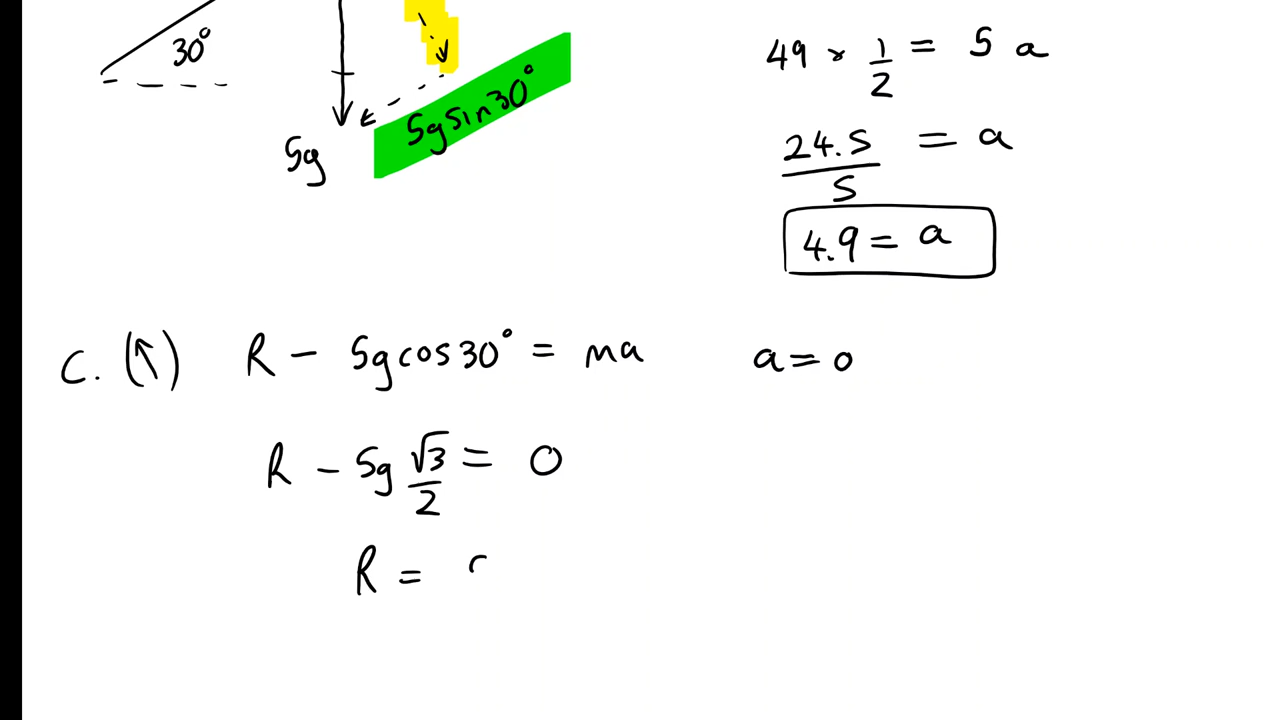 30°
5g
5gsin30°
49 × 1/2 = 5 a
24.5/5 = a
4.9 = a
C. (↖) R - 5gcos30° = ma
a = 0
R - 5g √3/2 = 0
R =